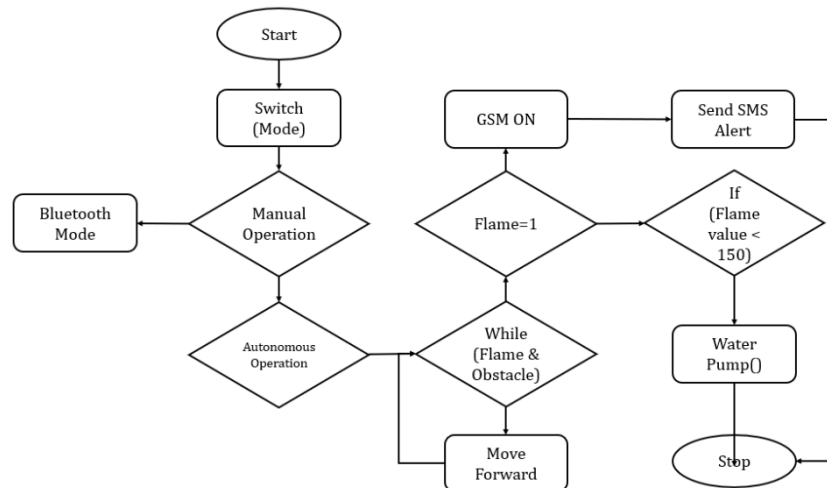 Start
Switch
(Mode)
Manual
Operation
Bluetooth
Mode
Autonomous
Operation
While
(Flame &
Obstacle)
Move
Forward
Flame=1
GSM ON
Send SMS
Alert
If
(Flame
value <
150)
Water
Pump()
Stop